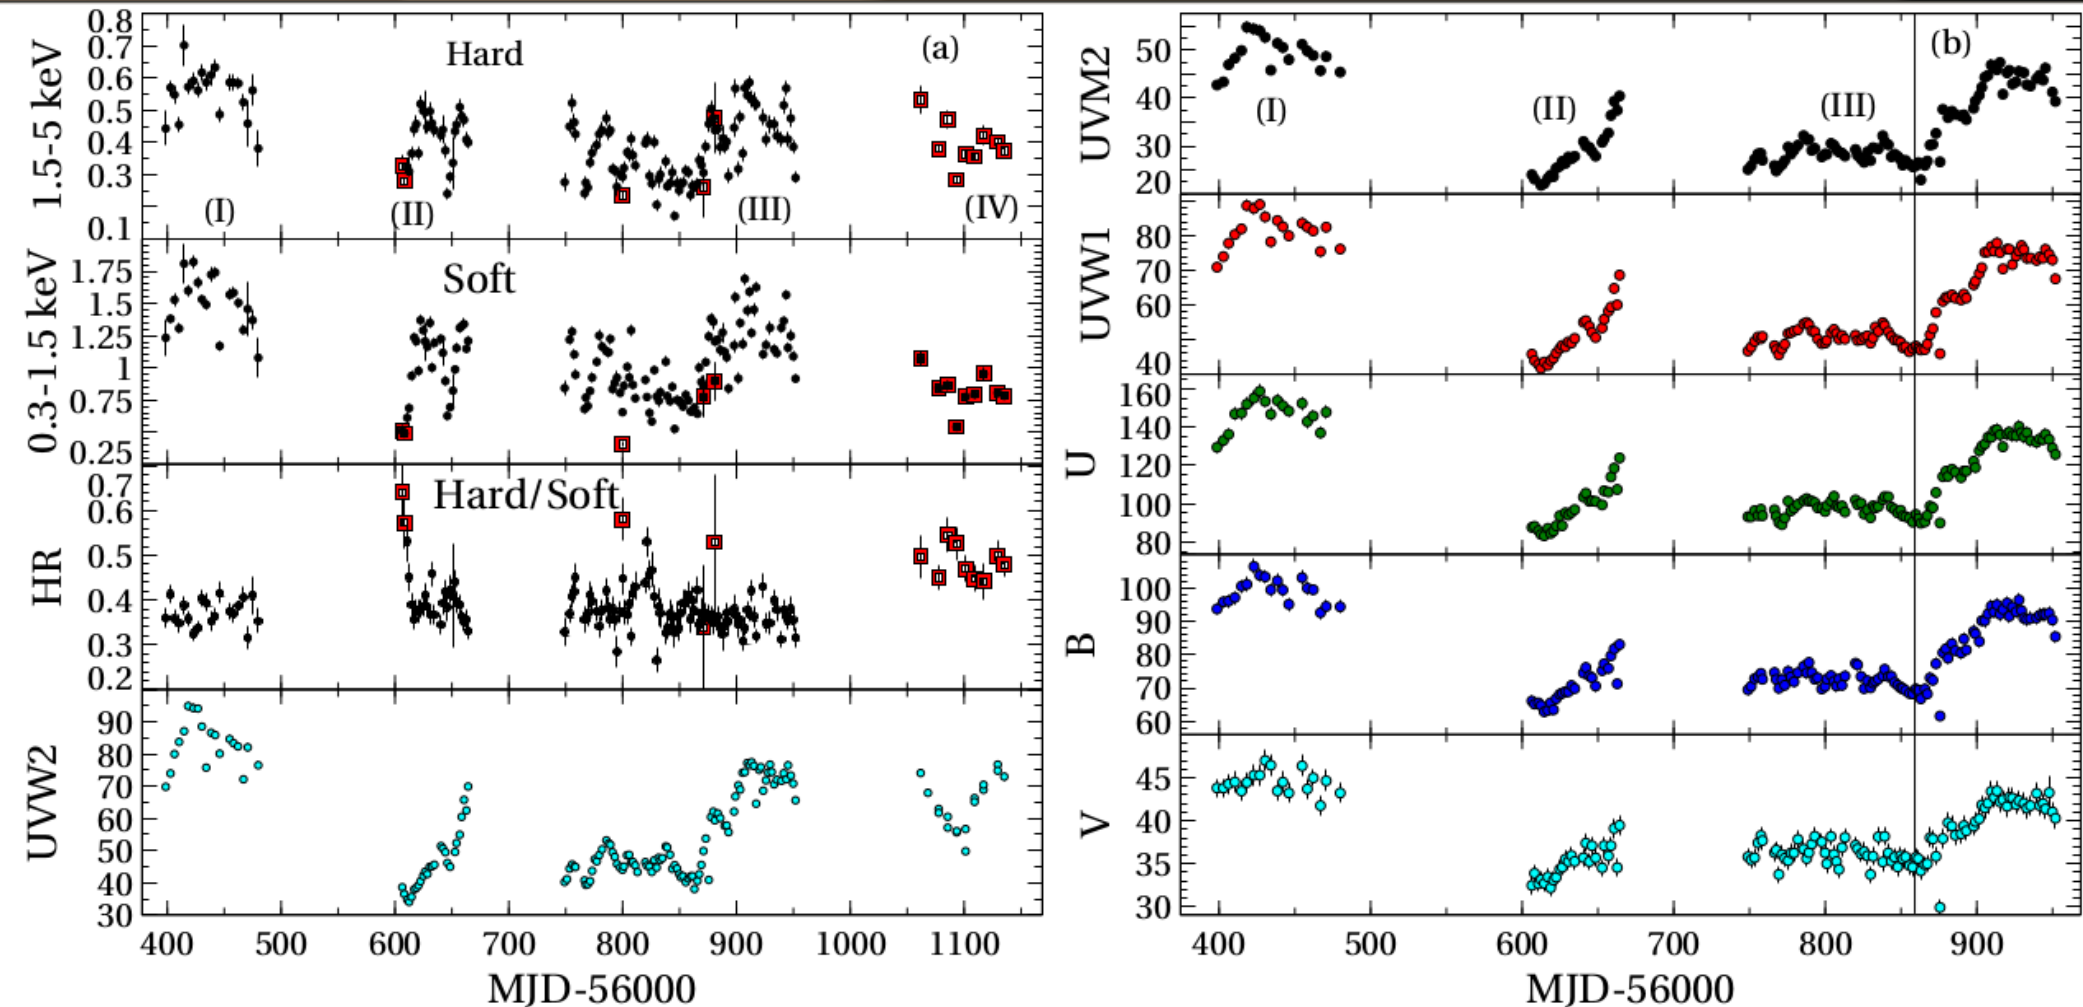 (a)
Hard
1.5-5 keV
0.8
0.7
0.6
0.5
0.4
0.3
0.1
(I)
(II)
(III)
(IV)
Soft
0.3-1.5 keV
1.75
1.5
1.25
1
0.75
0.25
Hard/Soft
HR
0.7
0.6
0.5
0.4
0.3
0.2
UVW2
90
80
70
60
50
40
30
400 500 600 700 800 900 1000 1100
MJD-56000
(b)
UVM2
50
40
30
20
(I)
(II)
(III)
UVW1
80
70
60
40
U
160
140
120
100
80
B
100
90
80
70
60
V
45
40
35
30
400 500 600 700 800 900
MJD-56000